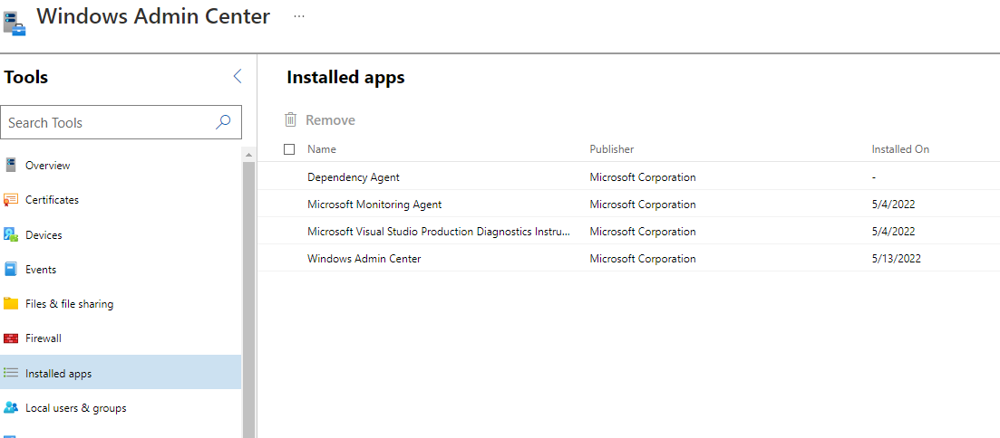 Windows Admin Center ...
Tools
Search Tools
Overview
Certificates
Devices
Events
Files & file sharing
Firewall
Installed apps
Local users & groups
Installed apps
Remove
Name Publisher Installed On
Dependency Agent Microsoft Corporation -
Microsoft Monitoring Agent Microsoft Corporation 5/4/2022
Microsoft Visual Studio Production Diagnostics Instru... Microsoft Corporation 5/4/2022
Windows Admin Center Microsoft Corporation 5/13/2022